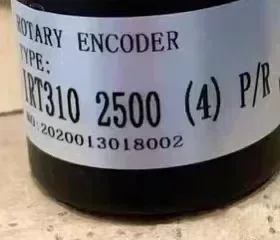 ROTARY ENCODER
TYPE:
IRT310 2500 (4) P/R
NO:2020013018002